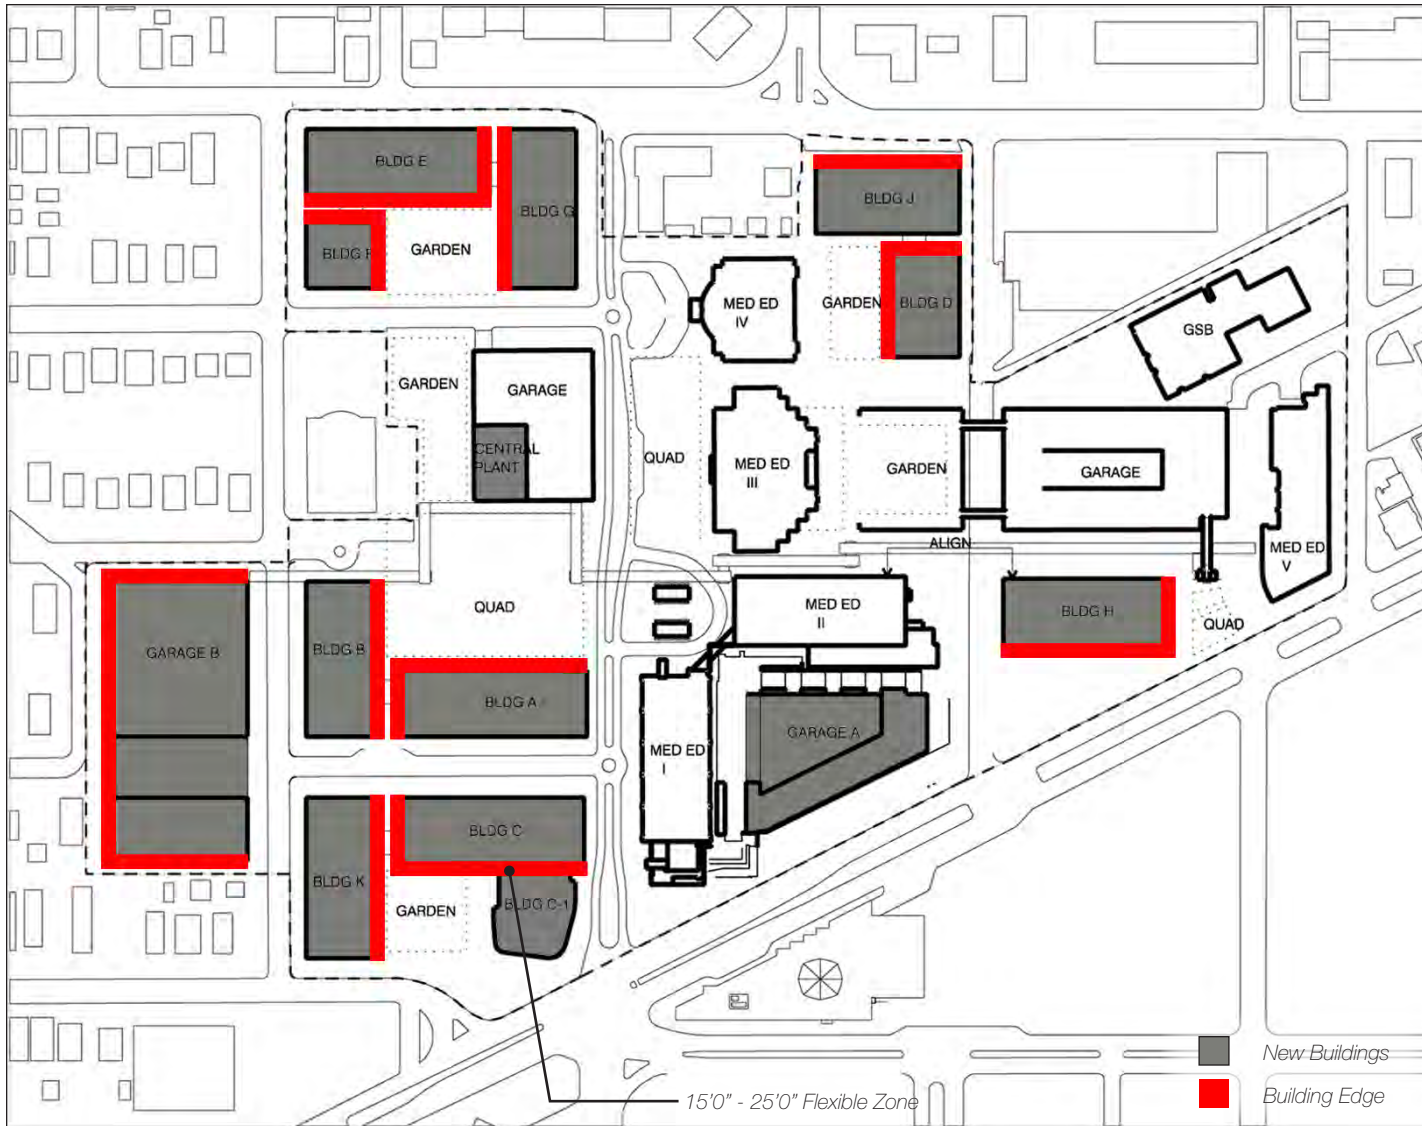 BLDG E
BLDG G
BLDG J
BLDG F
GARDEN
MED ED
IV
GARDEN
BLDG D
GSB
GARDEN
GARAGE
CENTRAL
PLANT
QUAD
MED ED
III
GARDEN
GARAGE
ALIGN
MED ED
V
QUAD
MED ED
II
BLDG H
QUAD
GARAGE B
BLDG B
BLDG A
MED ED
I
GARAGE A
BLDG C
BLDG K
GARDEN
BLDG C-1
New Buildings
Building Edge
15'0" - 25'0" Flexible Zone